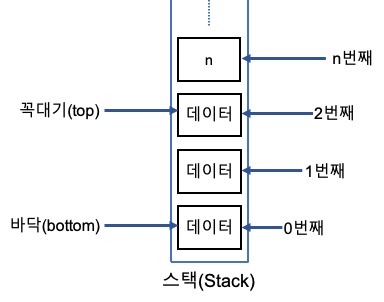 n
n번째
꼭대기(top)
데이터
2번째
데이터
1번째
바닥(bottom)
데이터
0번째
스택(Stack)